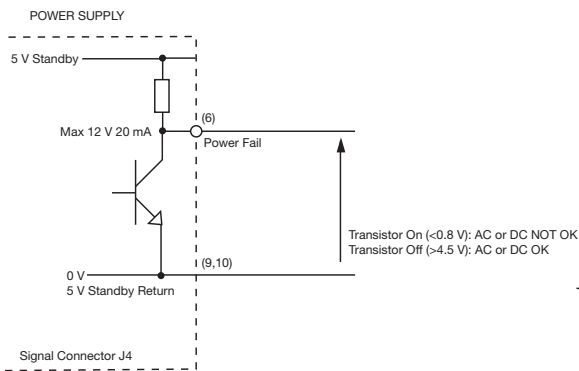 POWER SUPPLY
5 V Standby
(6)
Max 12 V 20 mA
Power Fail
Transistor On (<0.8 V): AC or DC NOT OK
Transistor Off (>4.5 V): AC or DC OK
(9,10)
0 V
5 V Standby Return
Signal Connector J4